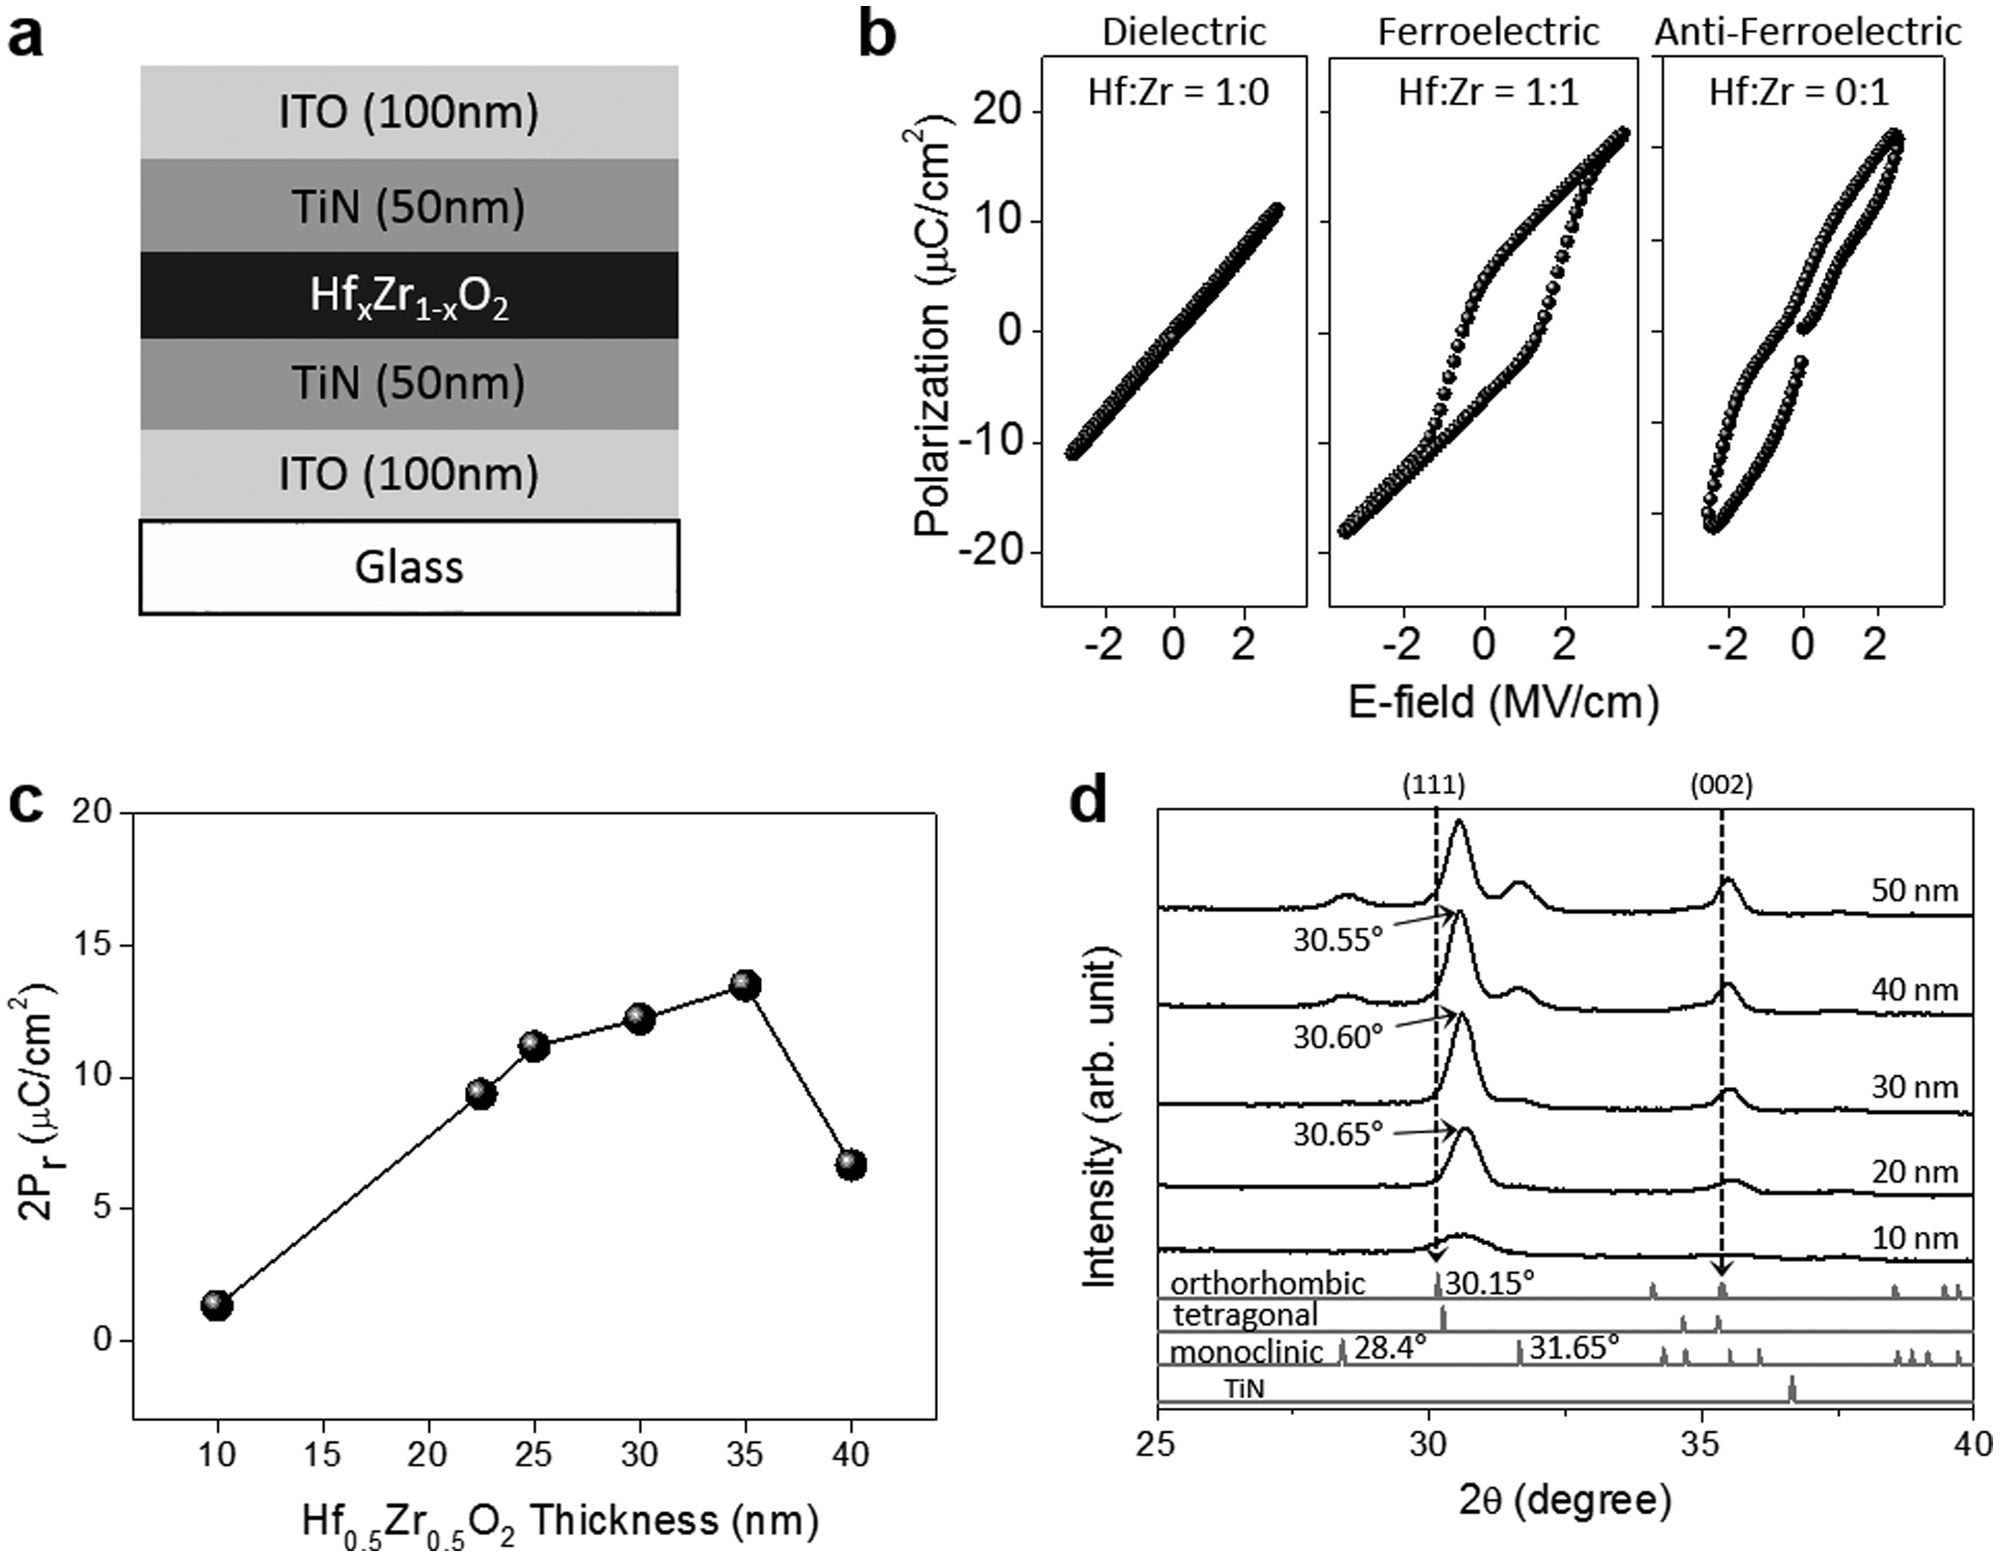 a
ITO (100nm)
TiN (50nm)
HfₓZr₁₋ₓO₂
TiN (50nm)
ITO (100nm)
Glass
b
Dielectric
Ferroelectric
Anti-Ferroelectric
Hf:Zr = 1:0
Hf:Zr = 1:1
Hf:Zr = 0:1
Polarization (μC/cm²)
20
10
0
-10
-20
-2 0 2
-2 0 2
-2 0 2
E-field (MV/cm)
c
2Pᵣ (μC/cm²)
20
15
10
5
0
10 15 20 25 30 35 40
Hf₀.₅Zr₀.₅O₂ Thickness (nm)
d
(111)
(002)
Intensity (arb. unit)
50 nm
30.55°
40 nm
30.60°
30 nm
30.65°
20 nm
10 nm
orthorhombic 30.15°
tetragonal
monoclinic 28.4° 31.65°
TiN
25 30 35 40
2θ (degree)